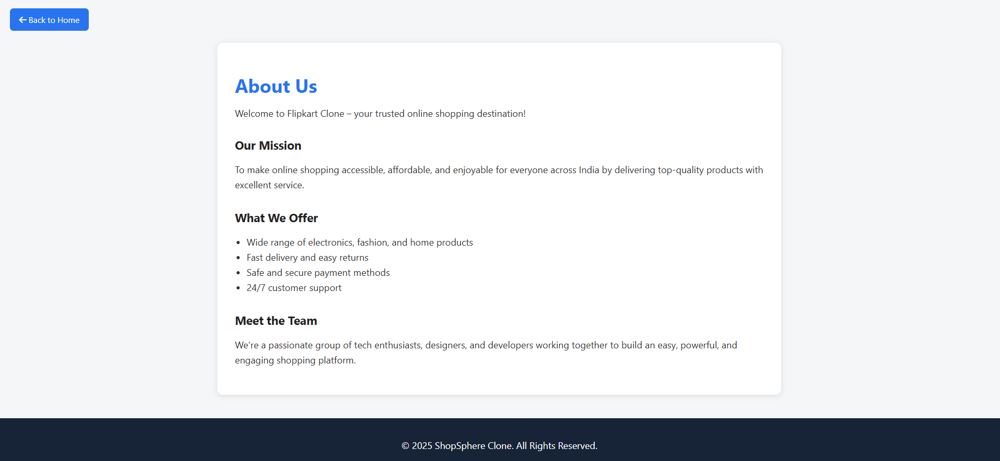 Back to Home
About Us
Welcome to Flipkart Clone – your trusted online shopping destination!
Our Mission
To make online shopping accessible, affordable, and enjoyable for everyone across India by delivering top-quality products with
excellent service.
What We Offer
• Wide range of electronics, fashion, and home products
• Fast delivery and easy returns
• Safe and secure payment methods
• 24/7 customer support
Meet the Team
We're a passionate group of tech enthusiasts, designers, and developers working together to build an easy, powerful, and
engaging shopping platform.
© 2025 ShopSphere Clone. All Rights Reserved.